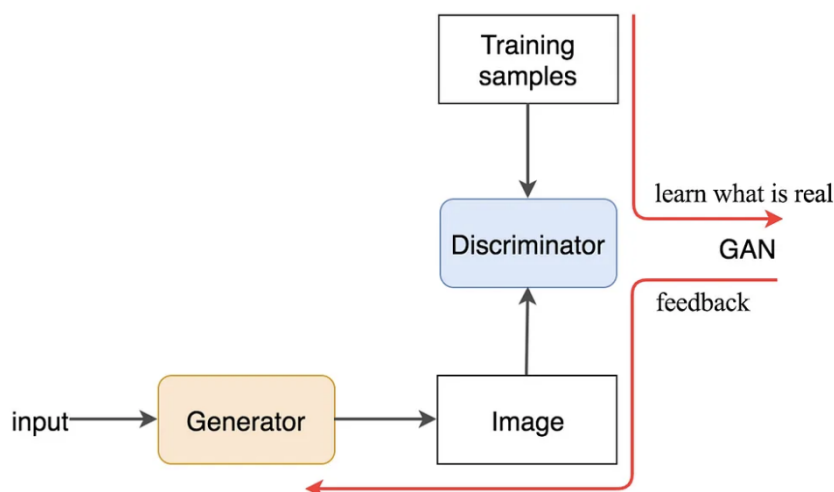 Training
samples
learn what is real
Discriminator
GAN
feedback
input
Generator
Image